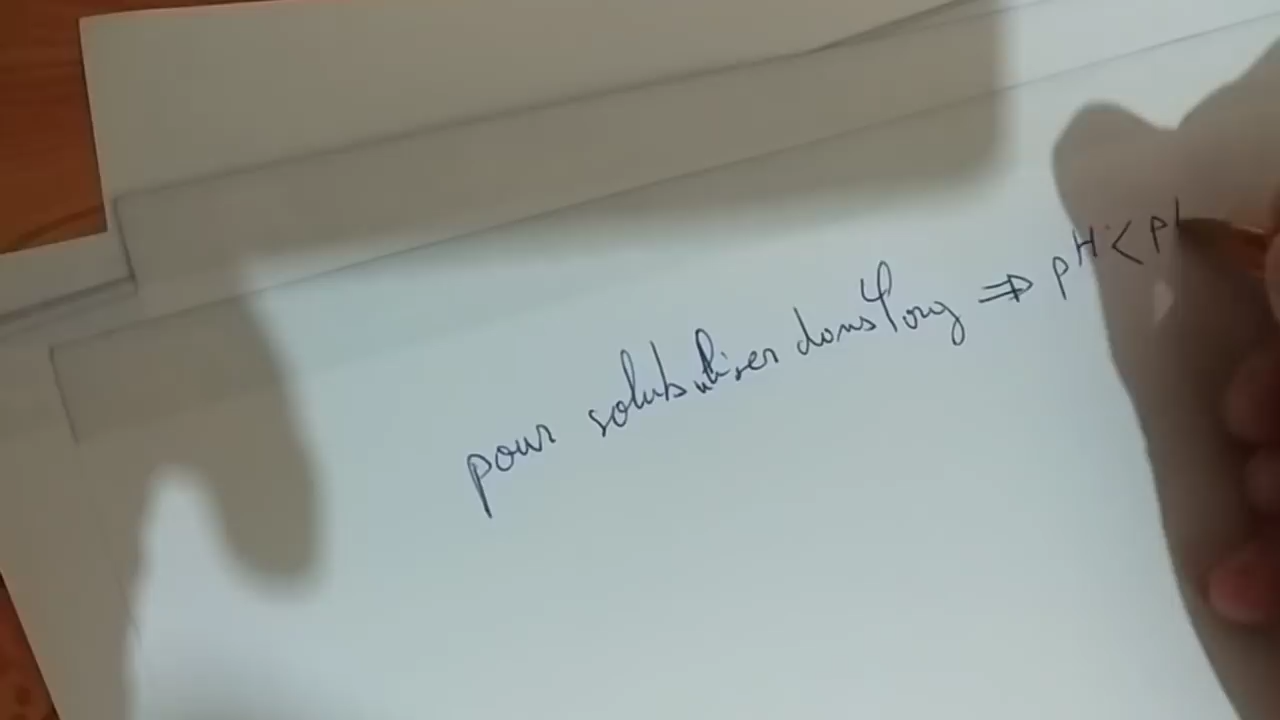 pour solubiliser dans φ org ⇒ pH < p